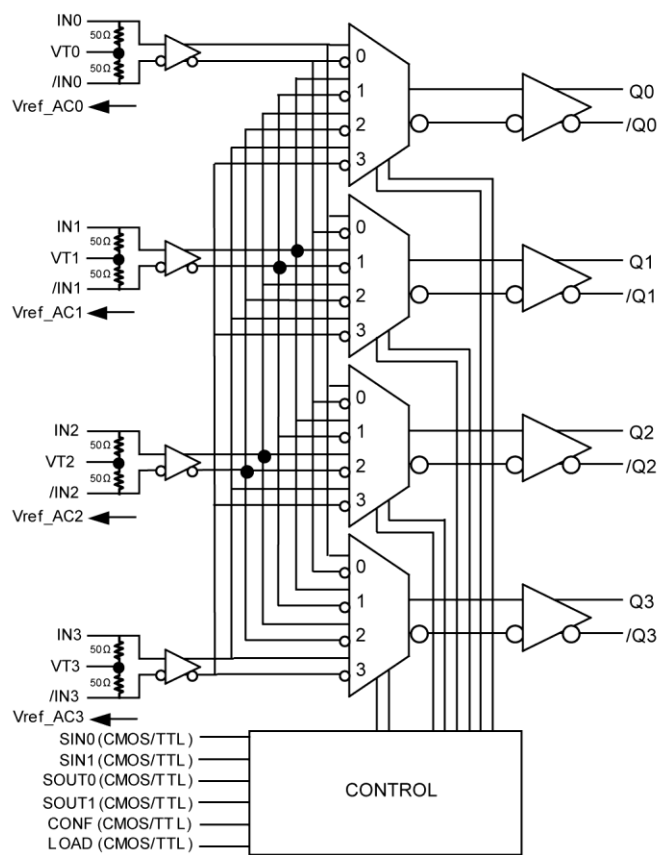 IN0
50Ω
VT0
50Ω
/IN0
Vref_AC0
0
1
2
3
Q0
/Q0
IN1
50Ω
VT1
50Ω
/IN1
Vref_AC1
0
1
2
3
Q1
/Q1
IN2
50Ω
VT2
50Ω
/IN2
Vref_AC2
0
1
2
3
Q2
/Q2
IN3
50Ω
VT3
50Ω
/IN3
Vref_AC3
0
1
2
3
Q3
/Q3
SIN0 (CMOS/TTL)
SIN1 (CMOS/TTL)
SOUT0 (CMOS/TTL)
SOUT1 (CMOS/TTL)
CONF (CMOS/TTL)
LOAD (CMOS/TTL)
CONTROL